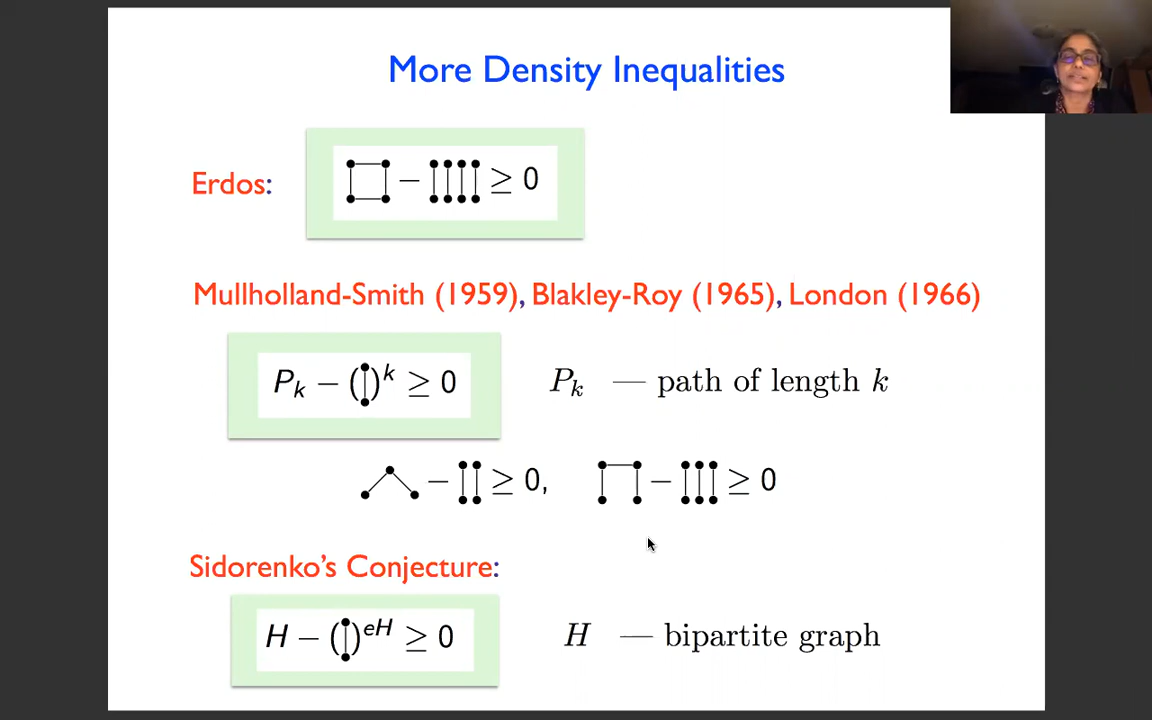 More Density Inequalities
Erdos:
− ≥ 0
Mullholland-Smith (1959), Blakley-Roy (1965), London (1966)
P_k − ( )^k ≥ 0 P_k — path of length k
− ≥ 0, − ≥ 0
Sidorenko's Conjecture:
H − ( )^{eH} ≥ 0 H — bipartite graph